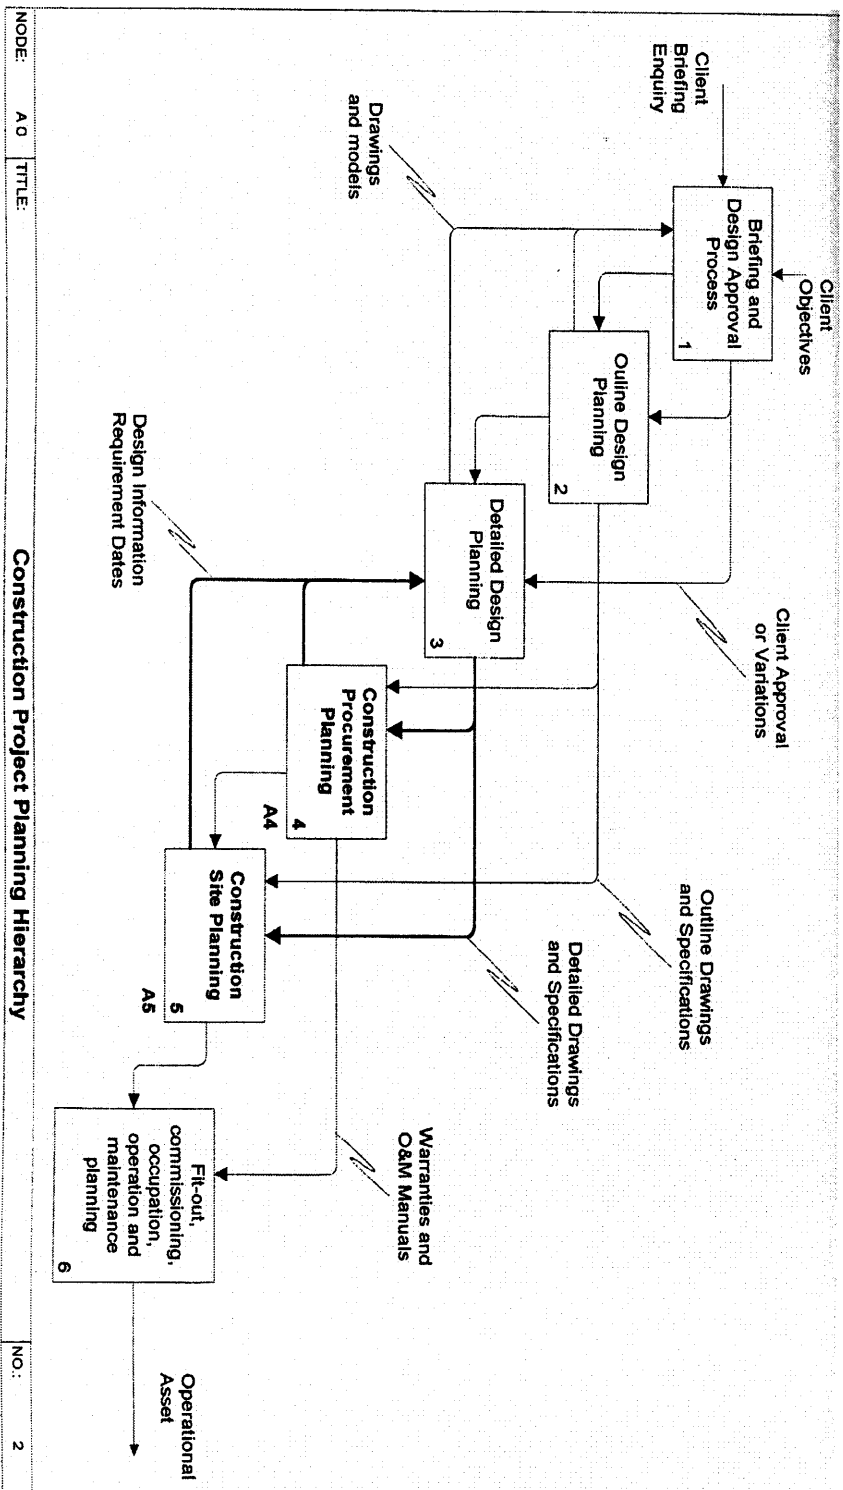 Client
Objectives
Client
Briefing
Enquiry
Briefing and
Design Approval
Process
1
Client Approval
or Variations
Ouline Design
Planning
2
Outline Drawings
and Specifications
Drawings
and models
Detailed Design
Planning
3
Detailed Drawings
and Specifications
Construction
Procurement
Planning
4
A4
Warranties and
O&M Manuals
Design Information
Requirement Dates
Construction
Site Planning
5
A5
Fit-out,
commissioning,
occupation,
operation and
maintenance
planning
6
Operational
Asset
NODE: A0 TITLE: Construction Project Planning Hierarchy NO.: 2